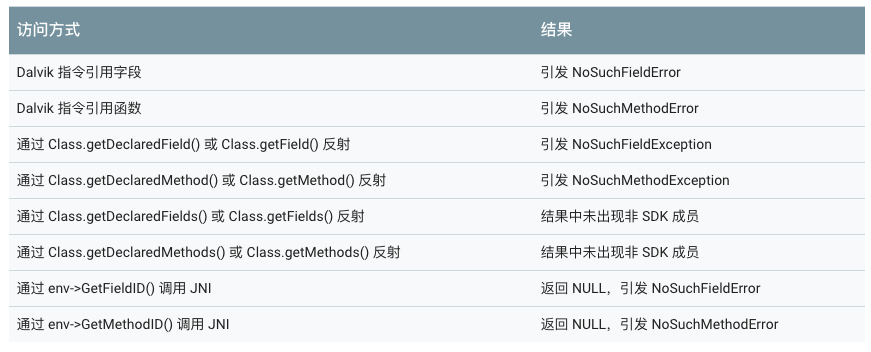 访问方式 结果
Dalvik 指令引用字段 引发 NoSuchFieldError
Dalvik 指令引用函数 引发 NoSuchMethodError
通过 Class.getDeclaredField() 或 Class.getField() 反射 引发 NoSuchFieldException
通过 Class.getDeclaredMethod() 或 Class.getMethod() 反射 引发 NoSuchMethodException
通过 Class.getDeclaredFields() 或 Class.getFields() 反射 结果中未出现非 SDK 成员
通过 Class.getDeclaredMethods() 或 Class.getMethods() 反射 结果中未出现非 SDK 成员
通过 env->GetFieldID() 调用 JNI 返回 NULL，引发 NoSuchFieldError
通过 env->GetMethodID() 调用 JNI 返回 NULL，引发 NoSuchMethodError